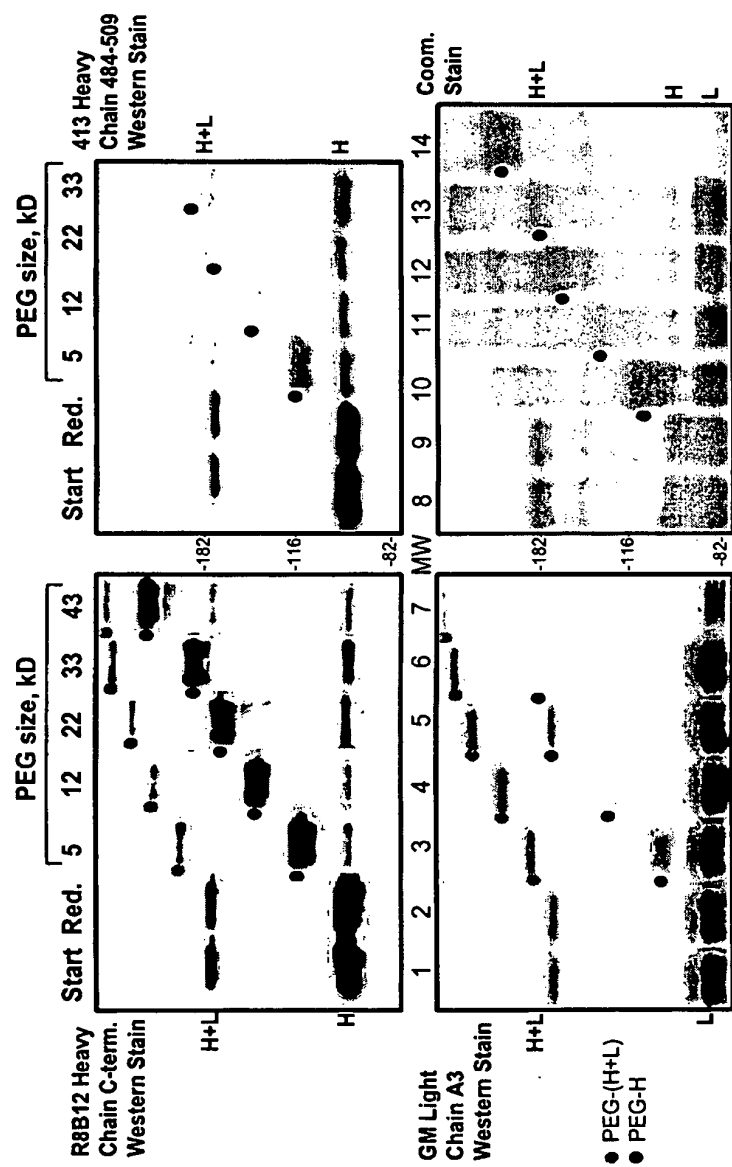 PEG size, kD
Start Red. 5 12 22 33 43
R8B12 Heavy
Chain C-term.
Western Stain
H+L
H
PEG size, kD
Start Red. 5 12 22 33
413 Heavy
Chain 484-509
Western Stain
H+L
H
-182
-116
-82-
1 2 3 4 5 6 7 MW 8 9 10 11 12 13 14
GM Light
Chain A3
Western Stain
H+L
L
PEG-(H+L)
PEG-H
-182
-116
-82
Coom.
Stain
H+L
H
L